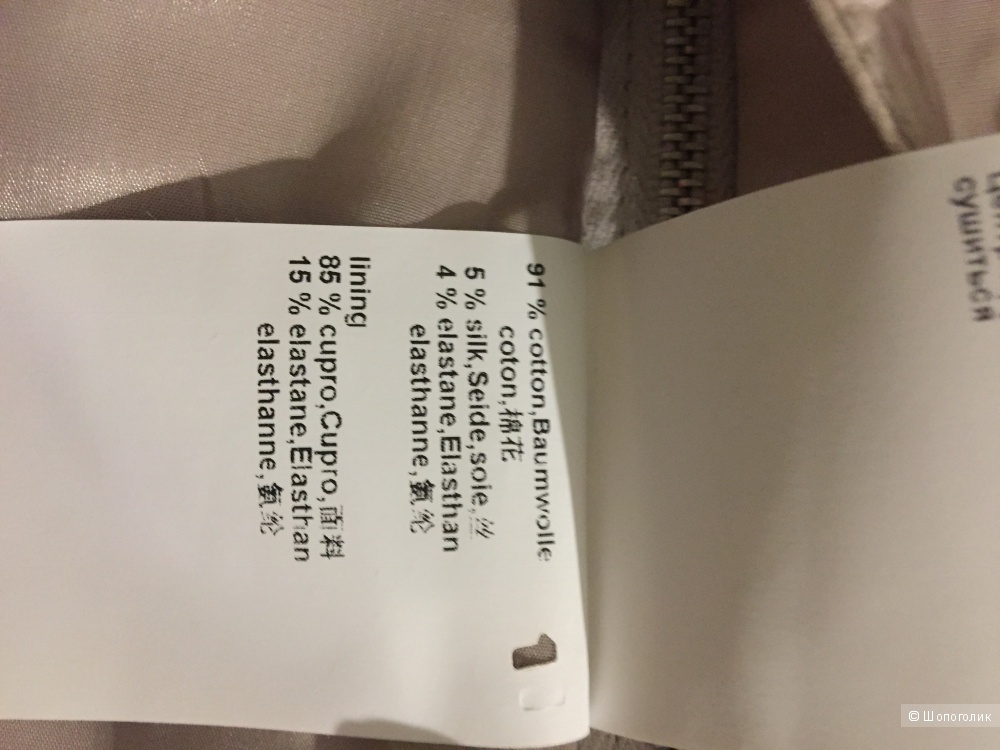 91 % cotton,Baumwolle
coton,棉花
5 % silk,Seide,soie,丝
4 % elastane,Elasthan
elasthanne,氨纶
lining
85 % cupro,Cupro,面料
15 % elastane,Elasthan
elasthanne,氨纶
1
сушиться
© Шопоголик